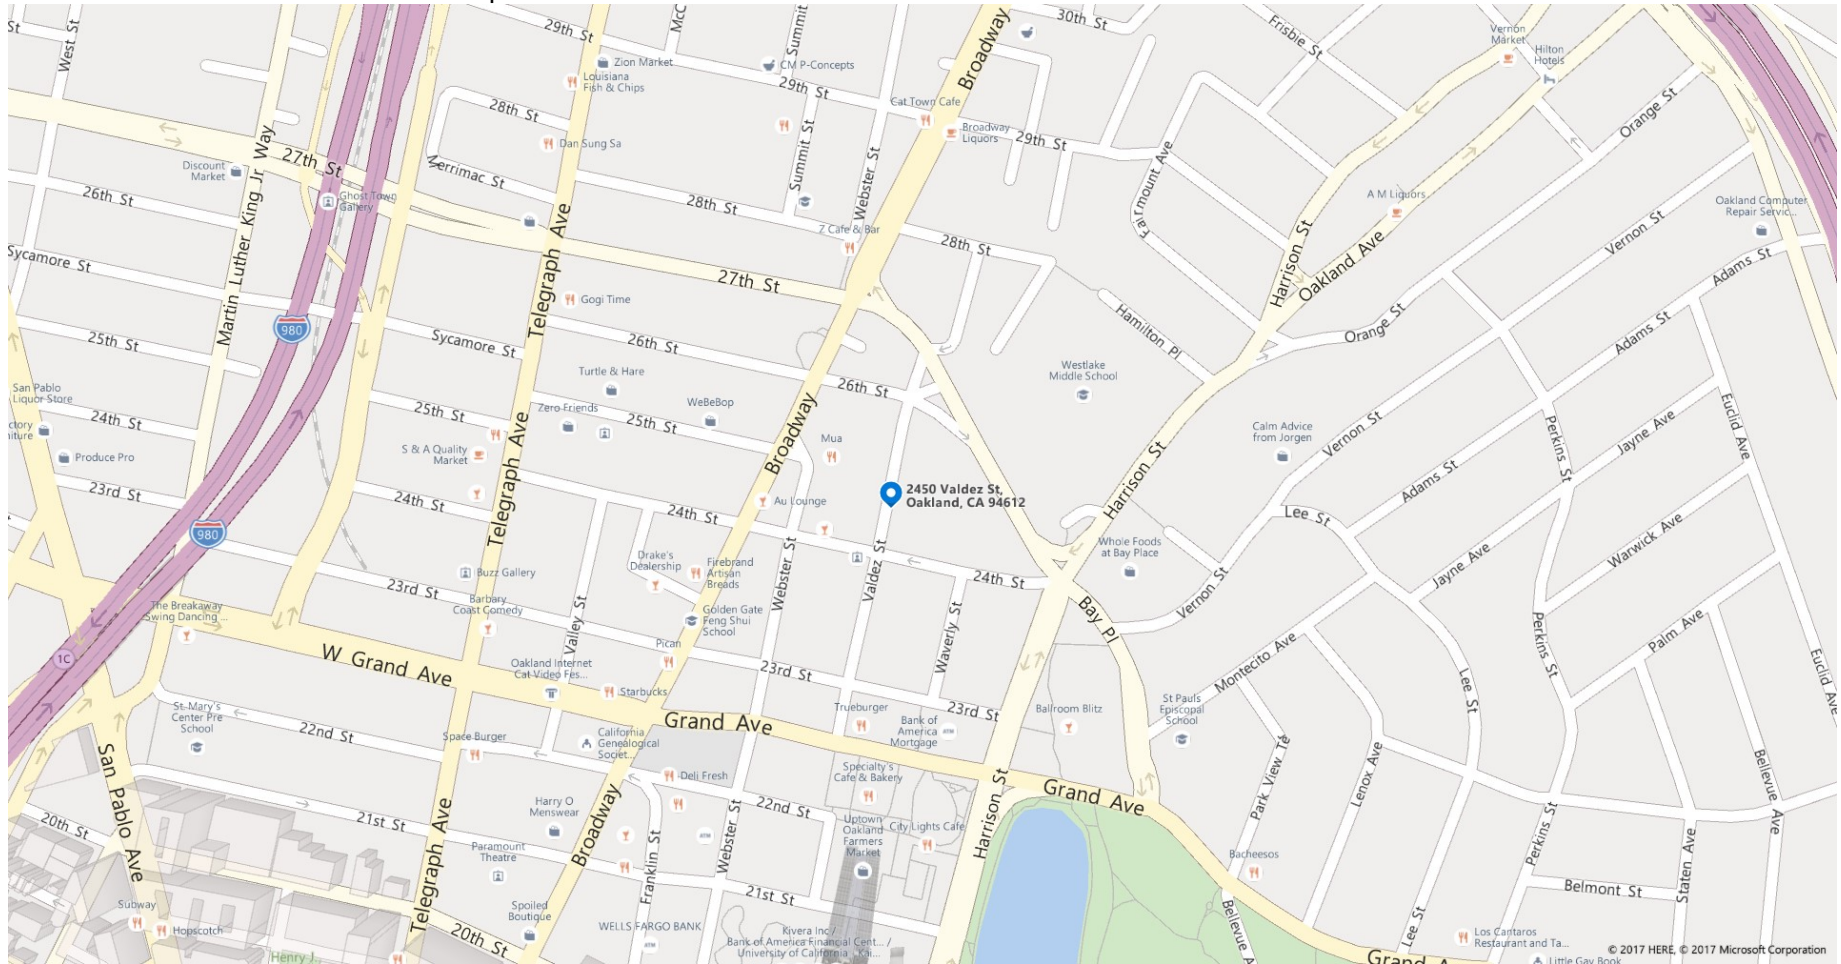 30th St
Broadway
Frisbie St
Vernon
Market
Hilton
Hotels
St
West St
29th St
McC
Summit
Zion Market
CM P-Concepts
Louisiana
Fish & Chips
29th St
28th St
Cat Town Cafe
Broadway
Liquors
29th St
Orange St
Dan Sung Sa
27th St
Discount
Market
Martin Luther King Jr Way
Merrimac St
Summit St
Webster St
Fairmount Ave
26th St
Ghost Town
Gallery
28th St
A M Liquors
Oakland Computer
Repair Servic...
7 Cafe & Bar
28th St
Vernon St
Telegraph Ave
Sycamore St
27th St
Harrison St
Oakland Ave
Adams St
Gogi Time
980
Hamilton Pl
Orange St
Adams St
25th St
Sycamore St
26th St
Turtle & Hare
26th St
Westlake
Middle School
San Pablo
Liquor Store
24th St
25th St
Zero Friends
WeBeBop
25th St
Broadway
Mua
Calm Advice
from Jorgen
Vernon St
Perkins St
Jayne Ave
Euclid Ave
ctory
niture
Produce Pro
S & A Quality
Market
Telegraph Ave
23rd St
24th St
24th St
Au Lounge
2450 Valdez St,
Oakland, CA 94612
Harrison St
Adams St
Lee St
980
Whole Foods
at Bay Place
Warwick Ave
Drake's
Dealership
Firebrand
Artisan
Breads
Webster St
Valdez St
24th St
Jayne Ave
Buzz Gallery
23rd St
Barbary
Coast Comedy
The Breakaway
Swing Dancing ...
Valley St
Golden Gate
Feng Shui
School
Waverly St
Bay Pl
Vernon St
Perkins St
Palm Ave
1C
W Grand Ave
Pican
23rd St
Montecito Ave
Oakland Internet
Cat Video Fes...
Starbucks
Lee St
Euclid Ave
St. Mary's
Center Pre
School
22nd St
Grand Ave
Trueburger
Bank of
America
Mortgage
23rd St
Ballroom Blitz
St Pauls
Episcopal
School
Space Burger
California
Genealogical
Societ...
Deli Fresh
Specialty's
Cafe & Bakery
Park View Te
Lenox Ave
Bellevue Ave
San Pablo Ave
Harry O
Menswear
22nd St
Harrison St
Grand Ave
20th St
21st St
Telegraph Ave
Broadway
Paramount
Theatre
Franklin St
Webster St
Uptown
Oakland
Farmers
Market
City Lights Cafe
Bacheesos
Perkins St
Staten Ave
21st St
Belmont St
Subway
Hopscotch
Spoiled
Boutique
20th St
WELLS FARGO BANK
Kivera Inc /
Bank of America Financial Cent... /
University of California , Kai...
Bellevue A
Lee St
Los Cantaros
Restaurant and Ta...
Henry J...
Grand Av
Little Gay Book
© 2017 HERE, © 2017 Microsoft Corporation